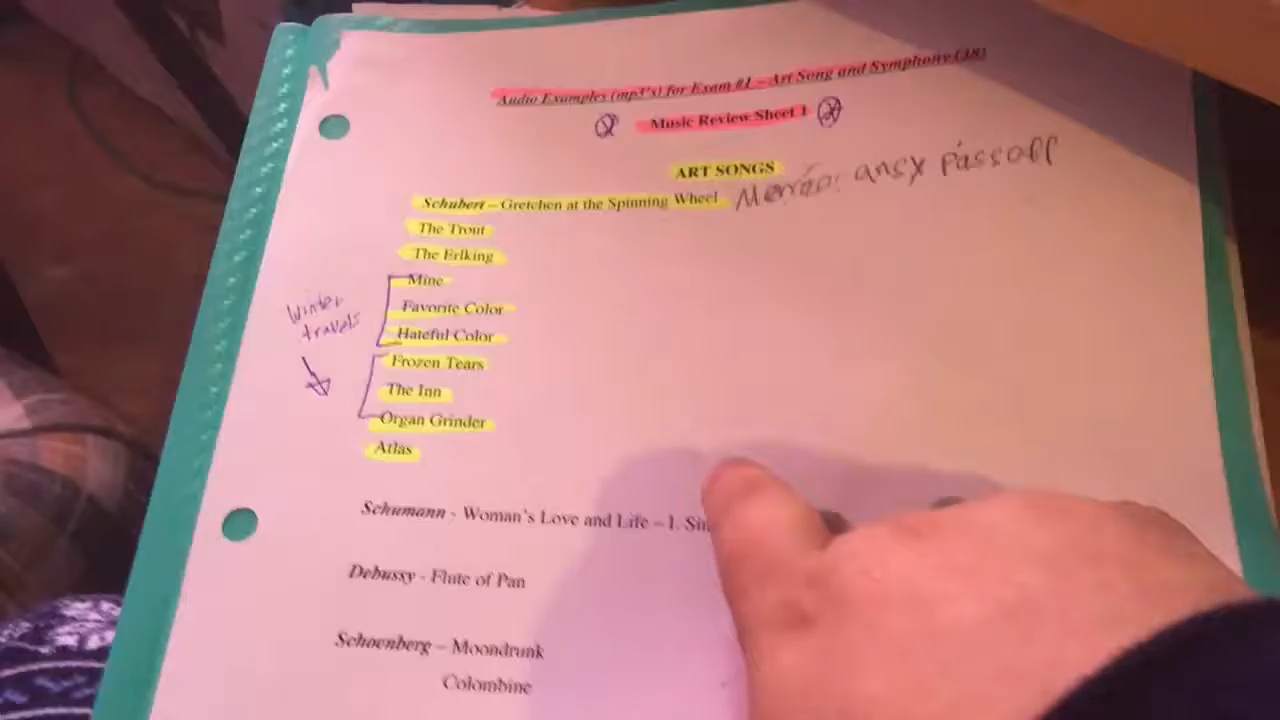 Audio Examples (mp3's) for Exam #1 – Art Song and Symphony (38)
Music Review Sheet 1
ART SONGS
Schubert – Gretchen at the Spinning Wheel
The Trout
The Erlking
Mine
Favorite Color
Hateful Color
Winter
travels
Frozen Tears
The Inn
Organ Grinder
Atlas
Schumann - Woman's Love and Life – 1.
Debussy - Flute of Pan
Schoenberg – Moondrunk
Colombine